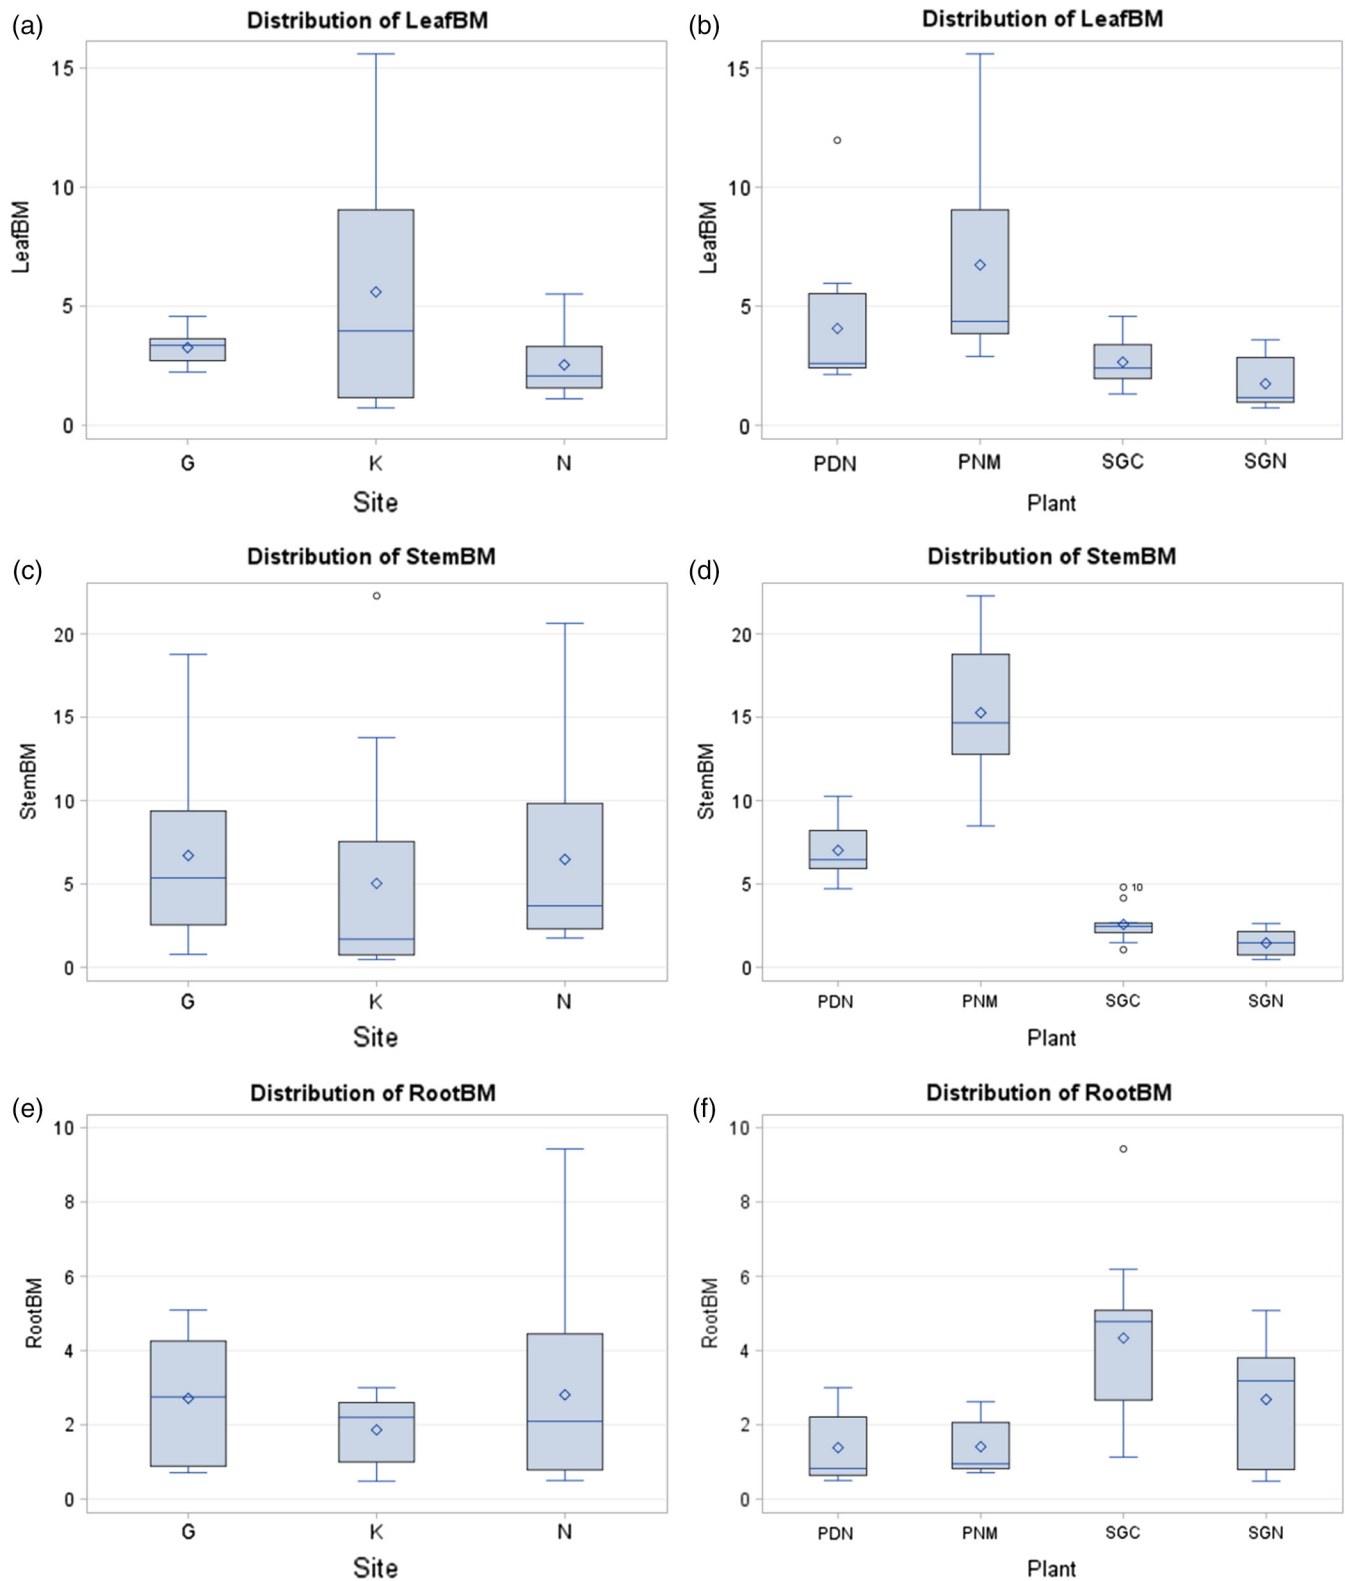 (a)
Distribution of LeafBM
15
10
5
0
LeafBM
G K N
Site
(b)
Distribution of LeafBM
15
10
5
0
LeafBM
PDN PNM SGC SGN
Plant
(c)
Distribution of StemBM
20
15
10
5
0
StemBM
G K N
Site
(d)
Distribution of StemBM
20
15
10
5
0
StemBM
10
PDN PNM SGC SGN
Plant
(e)
Distribution of RootBM
10
8
6
4
2
0
RootBM
G K N
Site
(f)
Distribution of RootBM
10
8
6
4
2
0
RootBM
PDN PNM SGC SGN
Plant